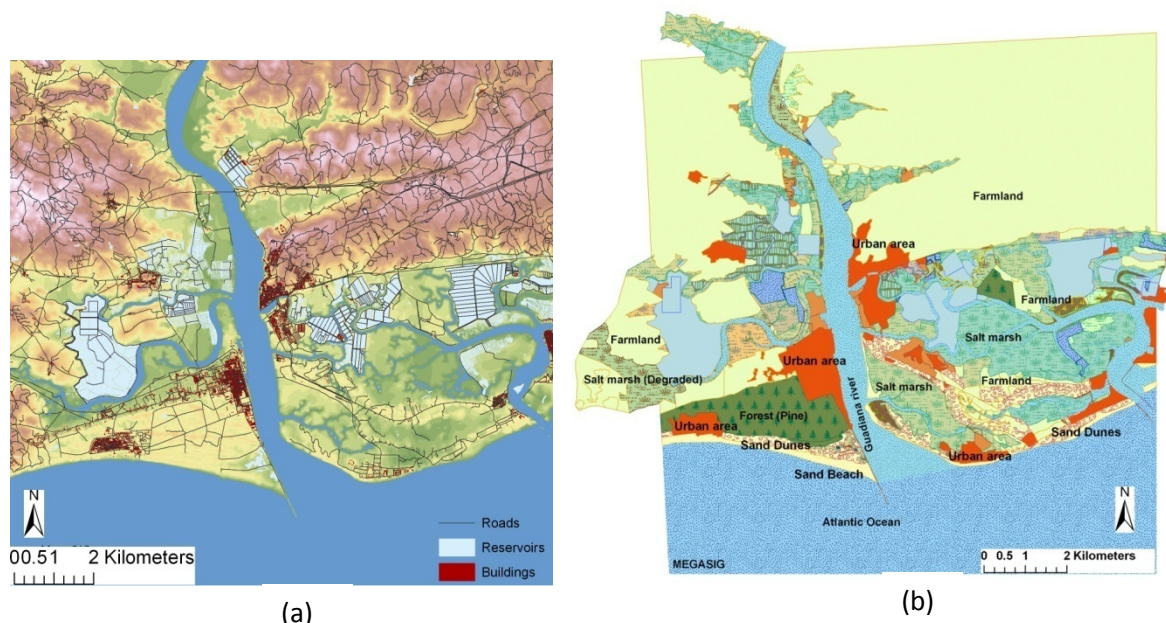 N
00.51 2 Kilometers
Roads
Reservoirs
Buildings
(a)
Farmland
Urban area
Farmland
Farmland
Urban area
Salt marsh
Salt marsh (Degraded)
Salt marsh
Farmland
Forest (Pine)
Guadiana river
Urban area
Sand Dunes
Sand Dunes
Urban area
Sand Beach
N
Atlantic Ocean
0 0.5 1 2 Kilometers
MEGASIG
(b)